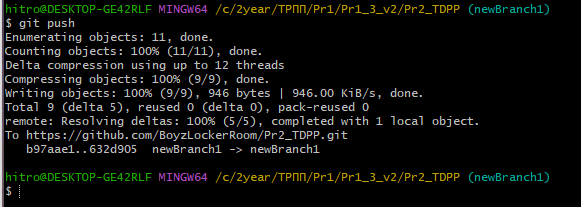 hitro@DESKTOP-GE42RLF MINGW64 /c/2year/ТРПП/Pr1/Pr1_3_v2/Pr2_TDPP (newBranch1)
$ git push
Enumerating objects: 11, done.
Counting objects: 100% (11/11), done.
Delta compression using up to 12 threads
Compressing objects: 100% (9/9), done.
Writing objects: 100% (9/9), 946 bytes | 946.00 KiB/s, done.
Total 9 (delta 5), reused 0 (delta 0), pack-reused 0
remote: Resolving deltas: 100% (5/5), completed with 1 local object.
To https://github.com/BoyzLockerRoom/Pr2_TDPP.git
   b97aae1..632d905  newBranch1 -> newBranch1
hitro@DESKTOP-GE42RLF MINGW64 /c/2year/ТРПП/Pr1/Pr1_3_v2/Pr2_TDPP (newBranch1)
$